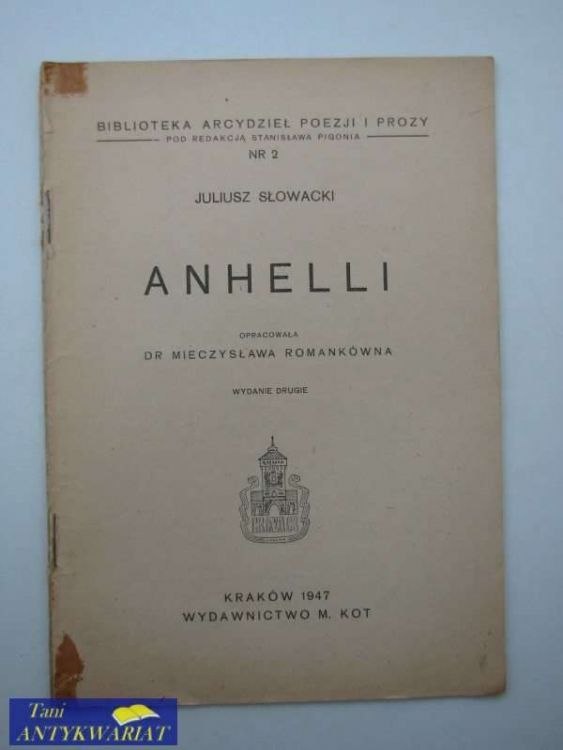 BIBLIOTEKA ARCYDZIEŁ POEZJI I PROZY
POD REDAKCJĄ STANISŁAWA PIGONIA
NR 2
JULIUSZ SŁOWACKI
ANHELLI
OPRACOWAŁA
DR MIECZYSŁAWA ROMANKÓWNA
WYDANIE DRUGIE
KRAKÓW 1947
WYDAWNICTWO M. KOT
Tani
ANTYKWARIAT